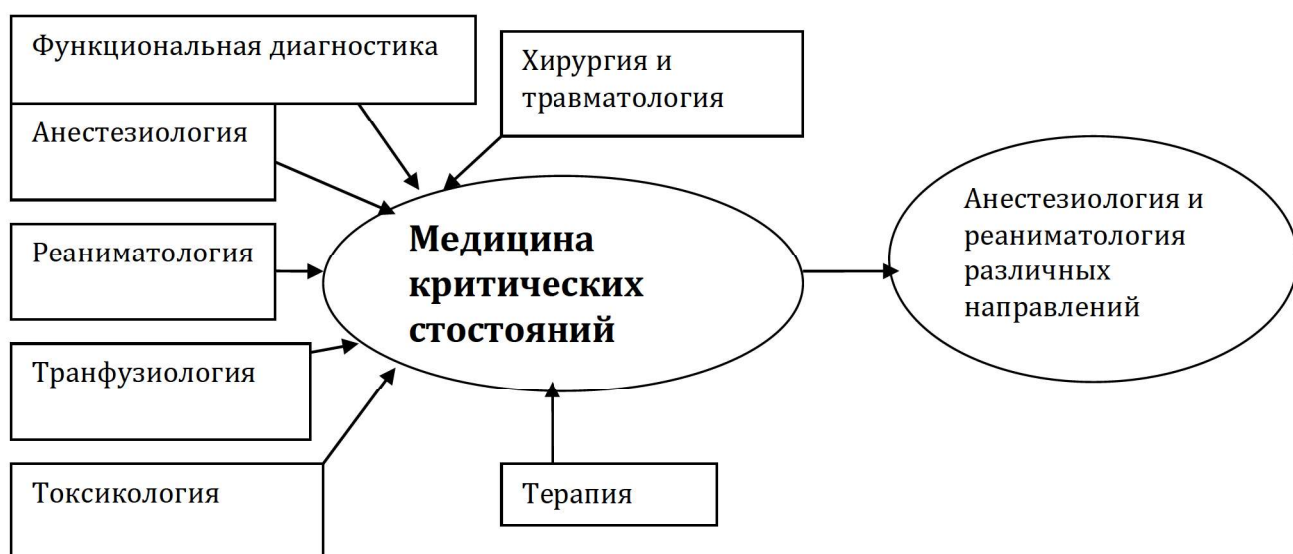 Функциональная диагностика
Хирургия и
травматология
Анестезиология
Реаниматология
Транфузиология
Токсикология
Медицина
критических
стостояний
Терапия
Анестезиология и
реаниматология
различных
направлений